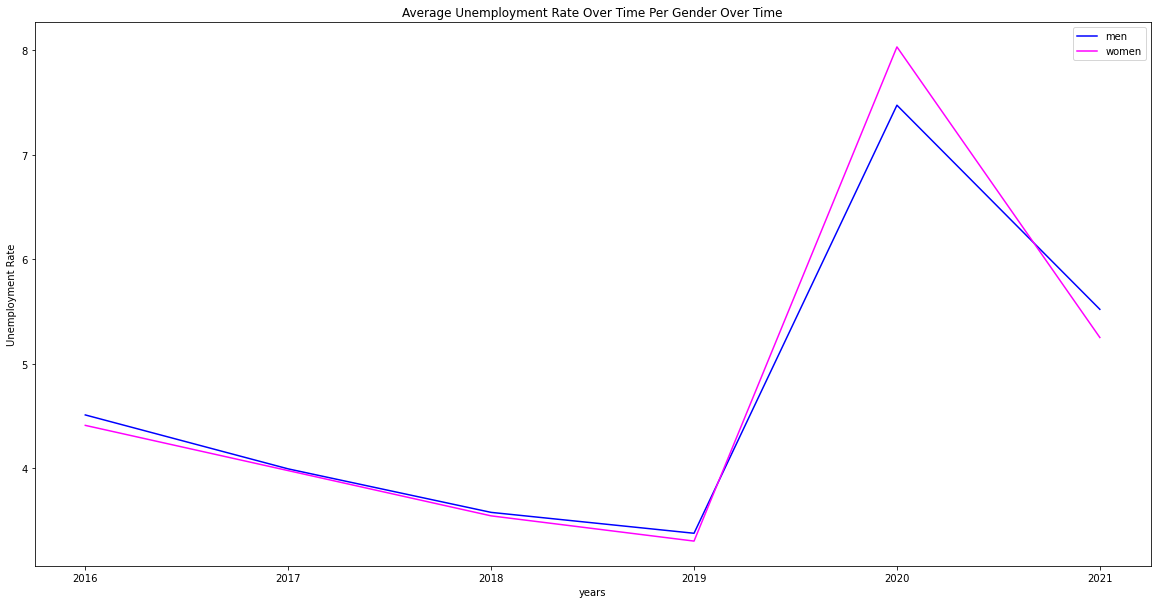 Average Unemployment Rate Over Time Per Gender Over Time
men
women
Unemployment Rate
8
7
6
5
4
2016 2017 2018 2019 2020 2021
years